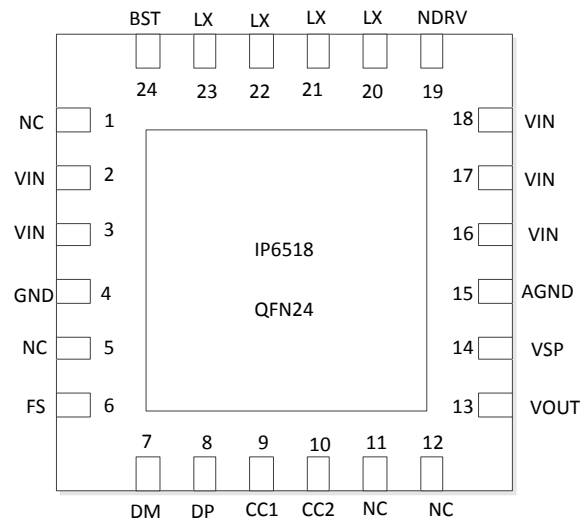 BST LX LX LX LX NDRV
24 23 22 21 20 19
NC 1 18 VIN
VIN 2 17 VIN
VIN 3 16 VIN
IP6518
GND 4 15 AGND
QFN24
NC 5 14 VSP
FS 6 13 VOUT
7 8 9 10 11 12
DM DP CC1 CC2 NC NC